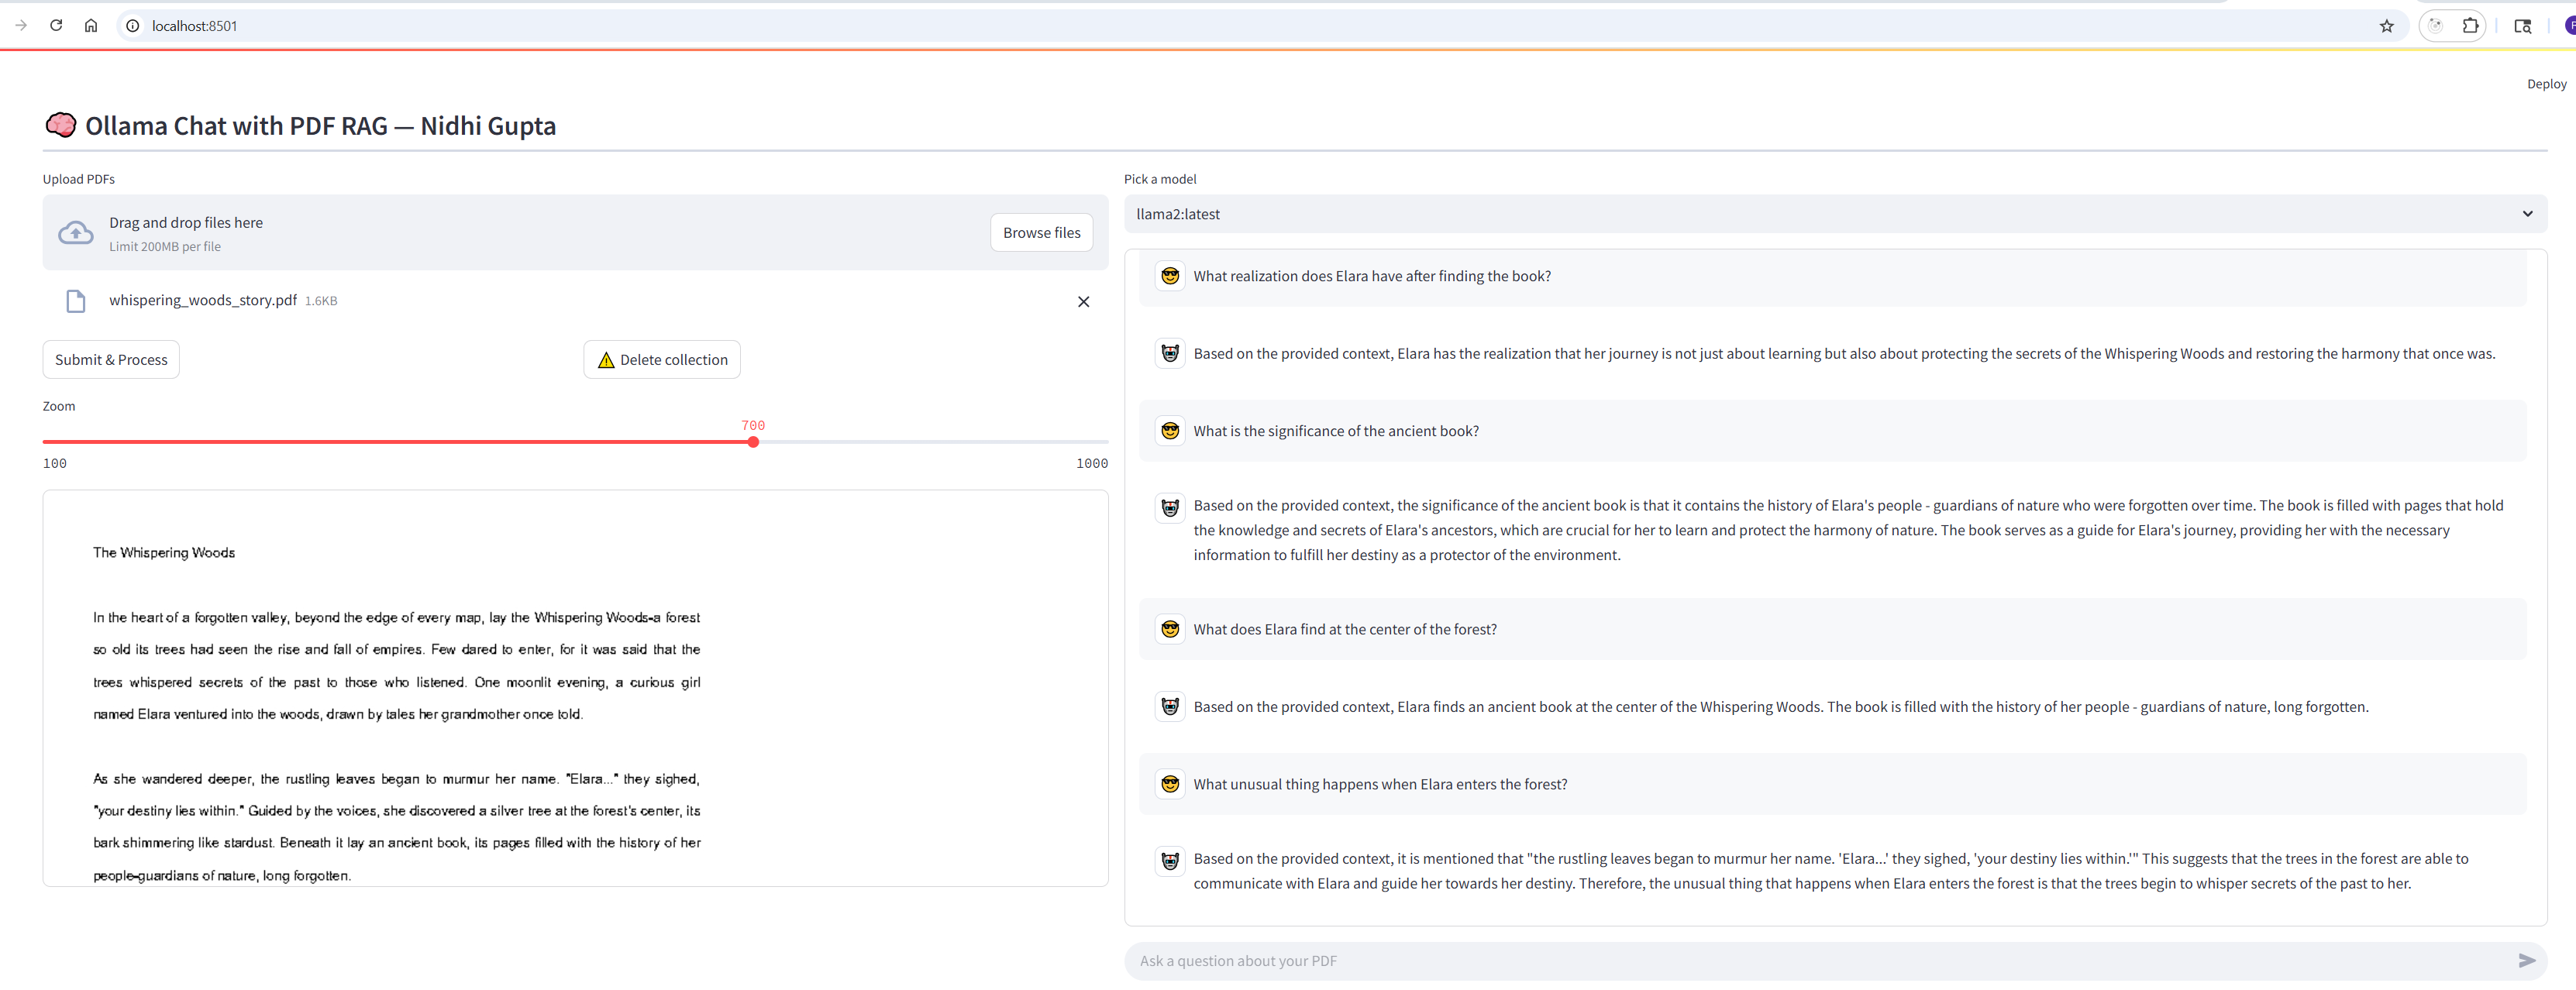 localhost:8501
Deploy
🧠 Ollama Chat with PDF RAG — Nidhi Gupta
Upload PDFs
Drag and drop files here
Limit 200MB per file
Browse files
whispering_woods_story.pdf 1.6KB
Submit & Process
⚠️ Delete collection
Zoom
700
100
1000
The Whispering Woods
In the heart of a forgotten valley, beyond the edge of every map, lay the Whispering Woods-a forest
so old its trees had seen the rise and fall of empires. Few dared to enter, for it was said that the
trees whispered secrets of the past to those who listened. One moonlit evening, a curious girl
named Elara ventured into the woods, drawn by tales her grandmother once told.
As she wandered deeper, the rustling leaves began to murmur her name. "Elara..." they sighed,
"your destiny lies within." Guided by the voices, she discovered a silver tree at the forest's center, its
bark shimmering like stardust. Beneath it lay an ancient book, its pages filled with the history of her
people-guardians of nature, long forgotten.
Pick a model
llama2:latest
What realization does Elara have after finding the book?
Based on the provided context, Elara has the realization that her journey is not just about learning but also about protecting the secrets of the Whispering Woods and restoring the harmony that once was.
What is the significance of the ancient book?
Based on the provided context, the significance of the ancient book is that it contains the history of Elara's people - guardians of nature who were forgotten over time. The book is filled with pages that hold
the knowledge and secrets of Elara's ancestors, which are crucial for her to learn and protect the harmony of nature. The book serves as a guide for Elara's journey, providing her with the necessary
information to fulfill her destiny as a protector of the environment.
What does Elara find at the center of the forest?
Based on the provided context, Elara finds an ancient book at the center of the Whispering Woods. The book is filled with the history of her people - guardians of nature, long forgotten.
What unusual thing happens when Elara enters the forest?
Based on the provided context, it is mentioned that "the rustling leaves began to murmur her name. 'Elara...' they sighed, 'your destiny lies within.'" This suggests that the trees in the forest are able to
communicate with Elara and guide her towards her destiny. Therefore, the unusual thing that happens when Elara enters the forest is that the trees begin to whisper secrets of the past to her.
Ask a question about your PDF